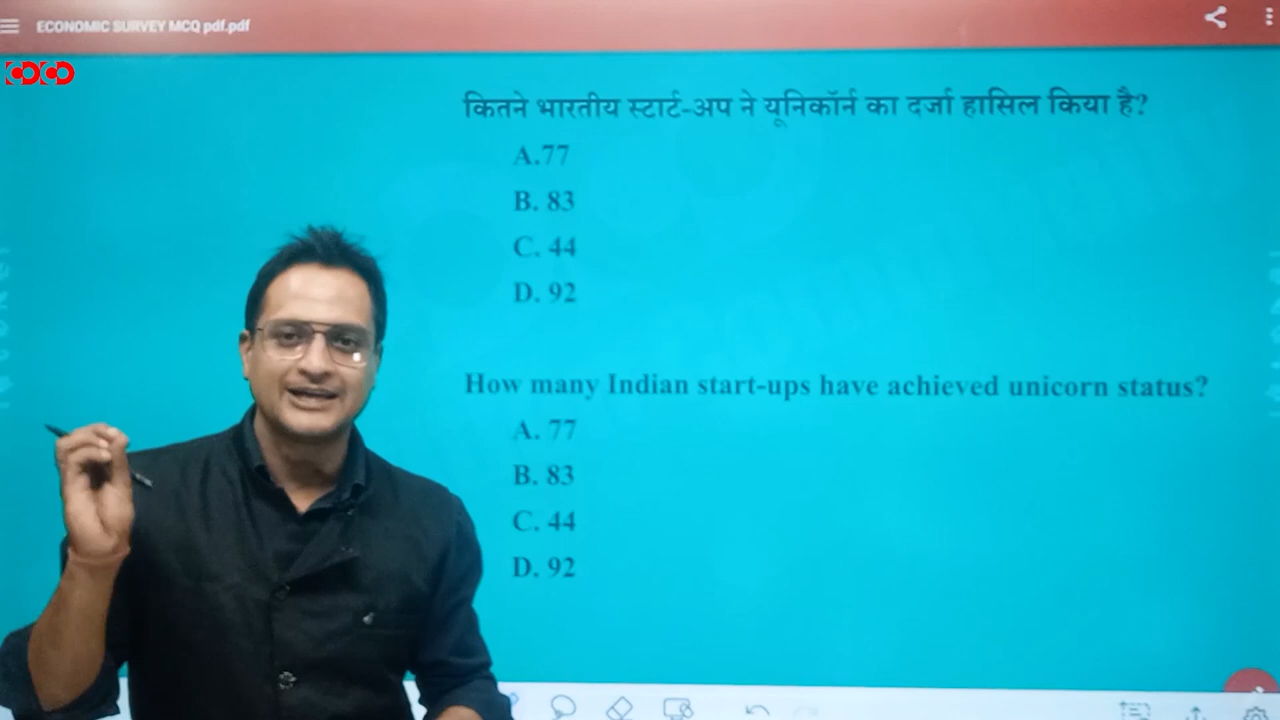 ECONOMIC SURVEY MCQ pdf.pdf
कितने भारतीय स्टार्ट-अप ने यूनिकॉर्न का दर्जा हासिल किया है?
A.77
B. 83
C. 44
D. 92
How many Indian start-ups have achieved unicorn status?
A. 77
B. 83
C. 44
D. 92